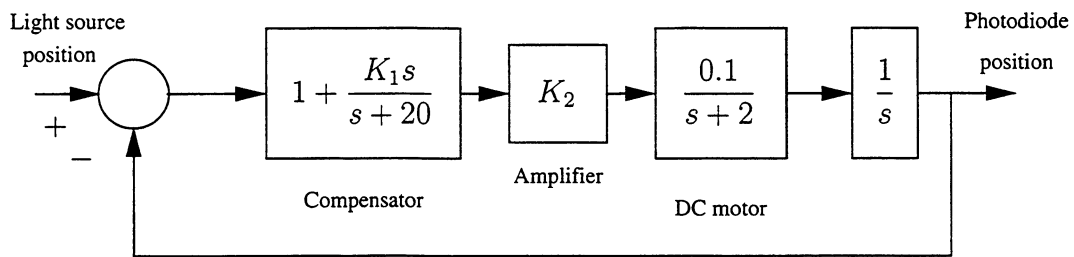 Light source
position
+
−
1 + K₁s / (s + 20)
Compensator
K₂
Amplifier
0.1 / (s + 2)
DC motor
1 / s
Photodiode
position